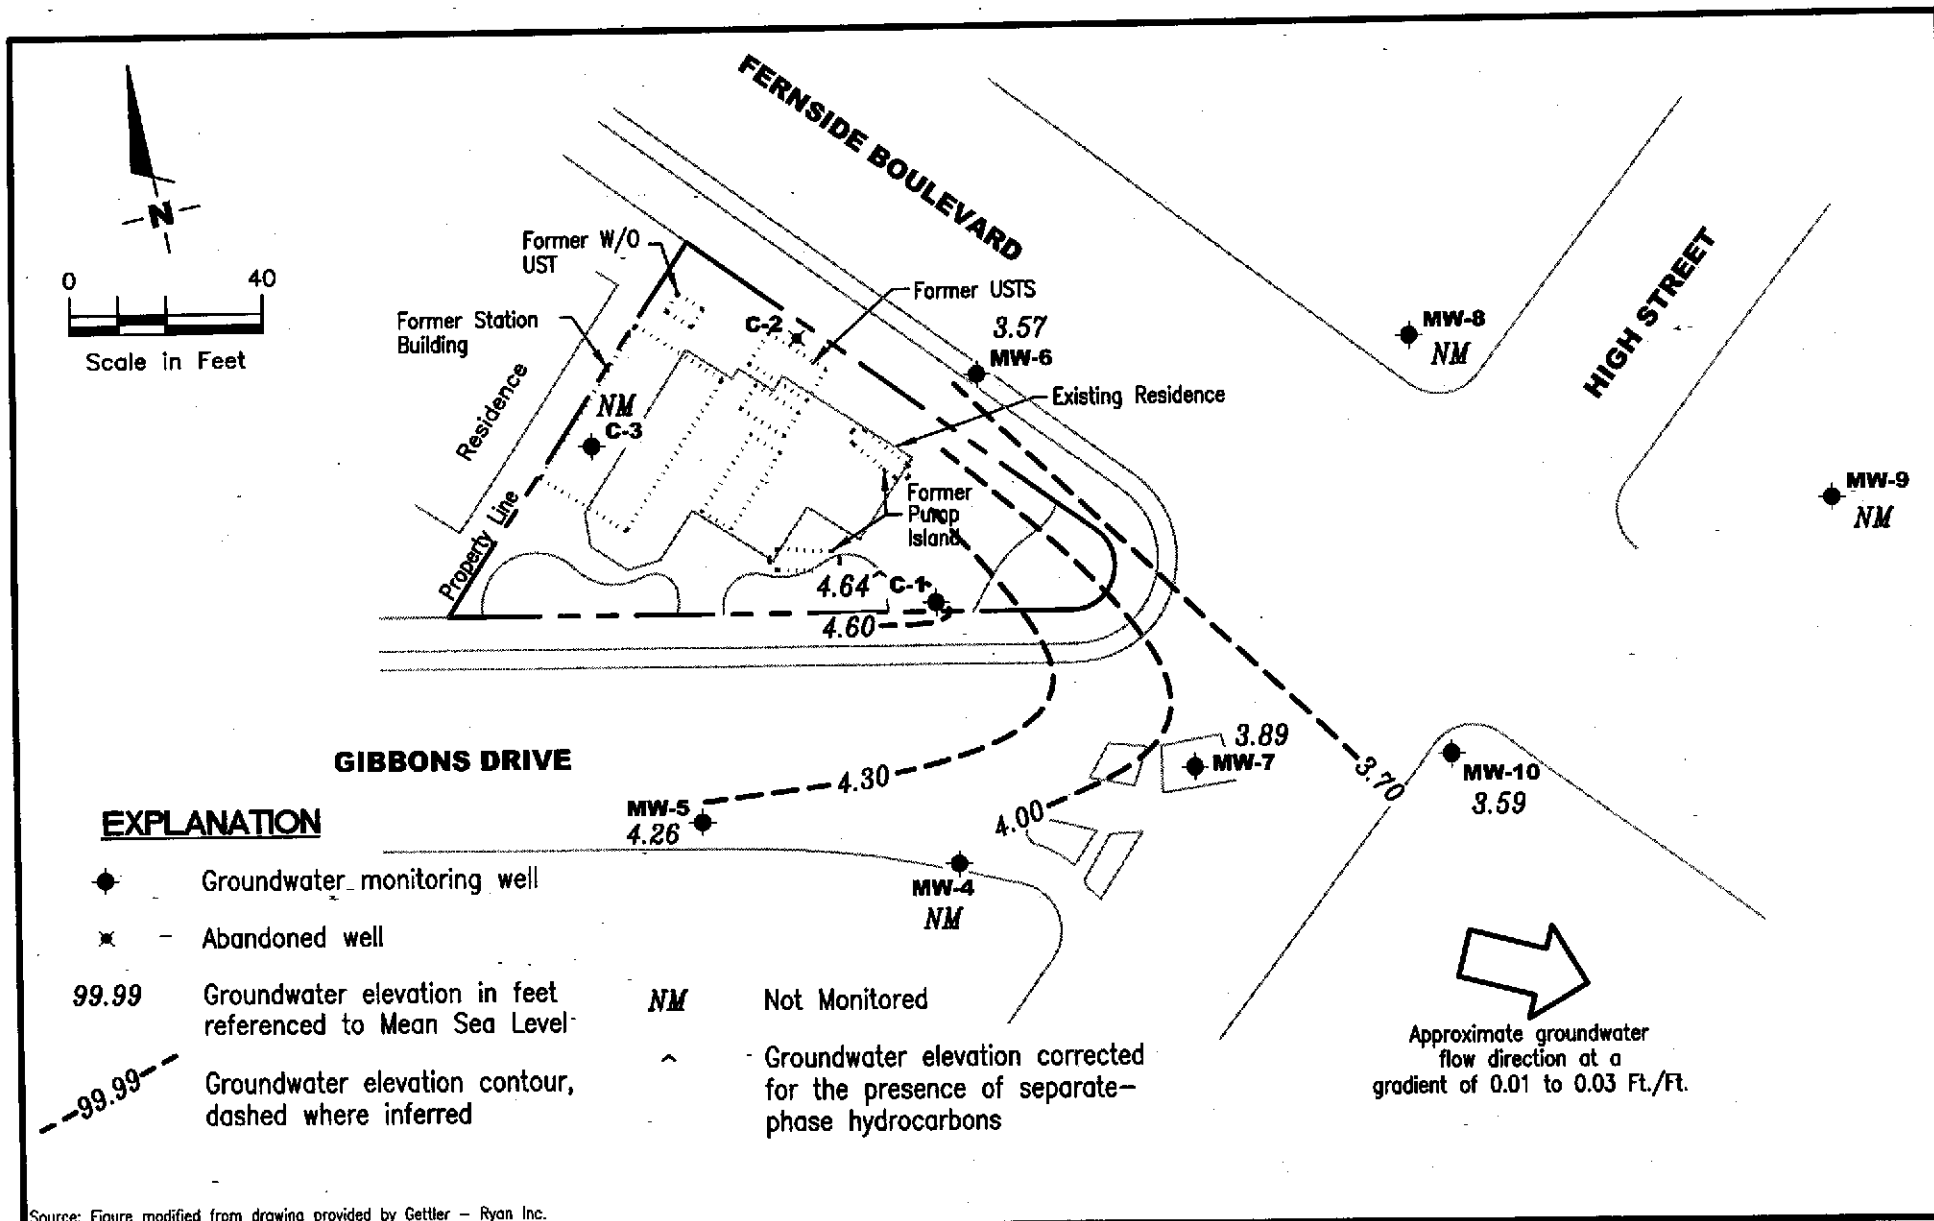 FERNSIDE BOULEVARD
N
0 40
Scale in Feet
Former W/O
UST
Former Station
Building
Residence
NM
C-3
Property Line
C-2
Former USTS
3.57
MW-6
Existing Residence
Former
Pump
Island
4.64^ C-1
4.60
MW-8
NM
HIGH STREET
MW-9
NM
GIBBONS DRIVE
4.30
MW-5
4.26
4.00
3.89
MW-7
3.70
MW-10
3.59
MW-4
NM
EXPLANATION
Groundwater monitoring well
Abandoned well
99.99 Groundwater elevation in feet
referenced to Mean Sea Level
99.99 Groundwater elevation contour,
dashed where inferred
NM Not Monitored
^ Groundwater elevation corrected
for the presence of separate-
phase hydrocarbons
Approximate groundwater
flow direction at a
gradient of 0.01 to 0.03 Ft./Ft.
Source: Figure modified from drawing provided by Gettler - Ryan Inc.